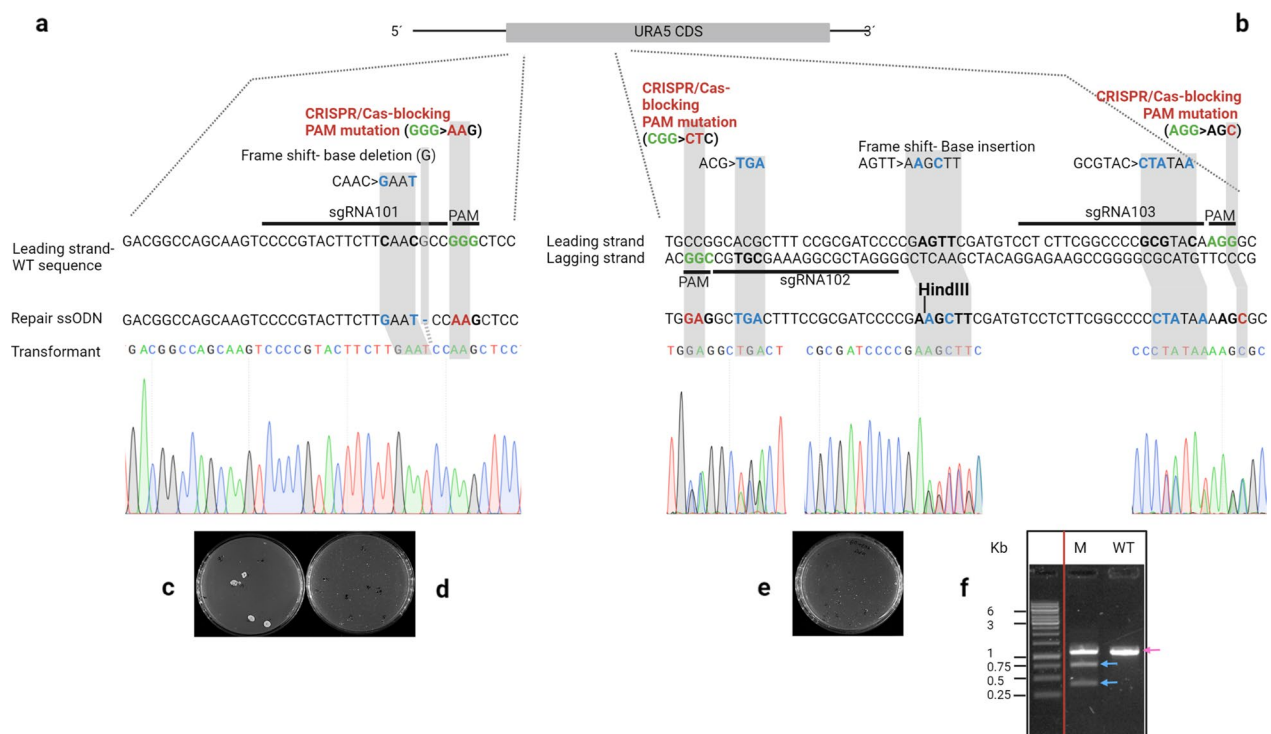 a
5´ URA5 CDS 3´
b
CRISPR/Cas-blocking
PAM mutation (GGG>AAG)
Frame shift- base deletion (G)
CAAC>GAAT
sgRNA101 PAM
Leading strand-
WT sequence
GACGGCCAGCAAGTCCCCGTACTTCTTCAACGCCGGGCTCC
Repair ssODN GACGGCCAGCAAGTCCCCGTACTTCTTGAAT-CCAAGCTCC
Transformant GACGGCCAGCAAGTCCCCGTACTTCTTGAATCCAAGCTCC
CRISPR/Cas-
blocking
PAM mutation
(CGG>CTC)
ACG>TGA
Frame shift- Base insertion
AGTT>AAGCTT
CRISPR/Cas-blocking
PAM mutation
(AGG>AGC)
GCGTAC>CTATAA
sgRNA103 PAM
Leading strand TGCCGGCACGCTTT CCGCGATCCCCGAGTTCGATGTCCT CTTCGGCCCCGCGTACAAGGGC
Lagging strand ACGGCCGTGCGAAAGGCGCTAGGGGCTCAAGCTACAGGAGAAGCCGGGGCGCATGTTCCCG
PAM sgRNA102
HindIII
TGGAGGCTGACTTTCCGCGATCCCCGAAGCTTCGATGTCCTCTTCGGCCCCCTATAAAAGCGC
TGGAGGCTGACT CGCGATCCCCGAAGCTTC CCCTATAAAAGCGC
c
d
e
f
Kb M WT
6
3
1
0.75
0.5
0.25